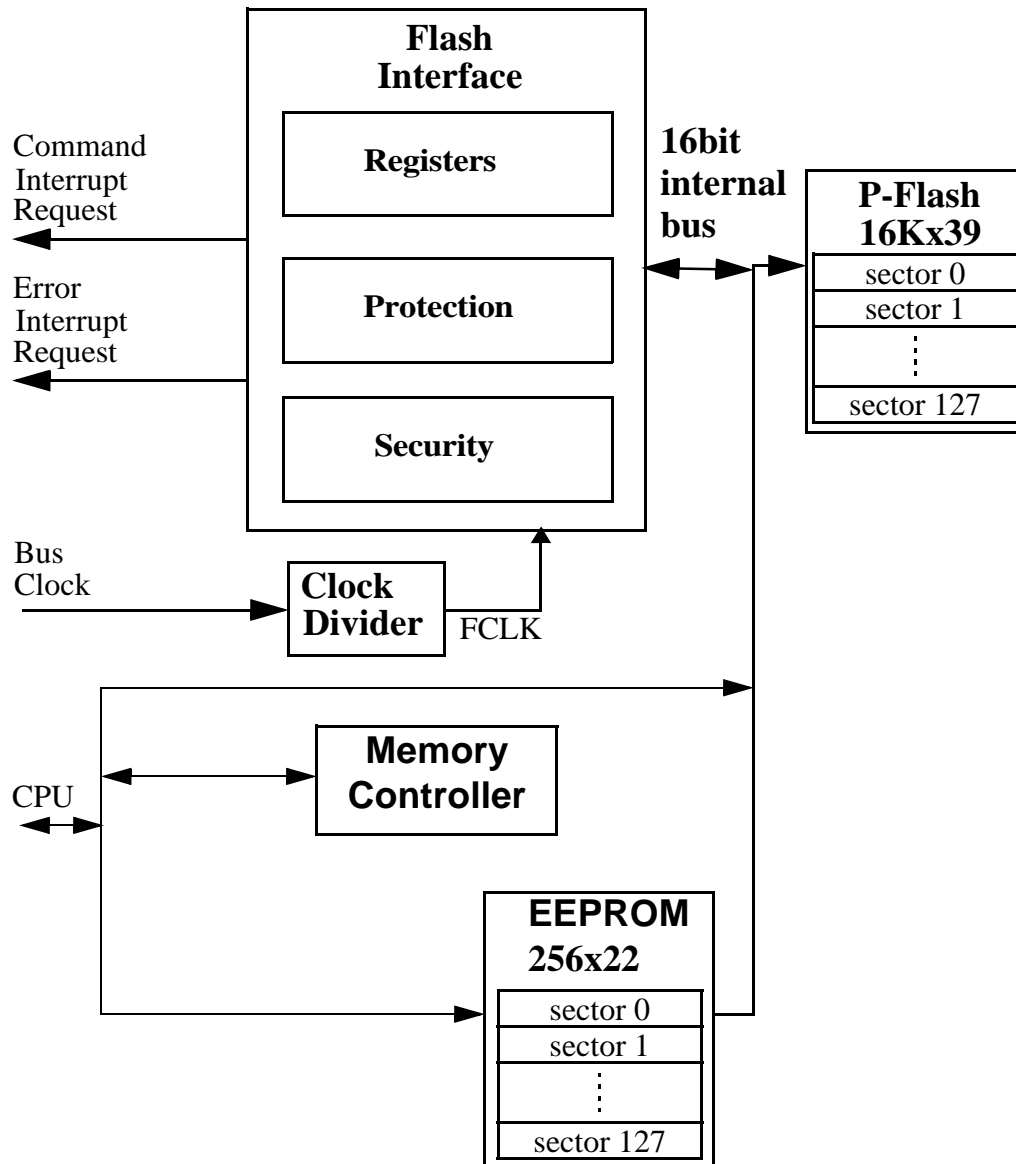 Flash
Interface
Registers
Protection
Security
Command
Interrupt
Request
Error
Interrupt
Request
16bit
internal
bus
P-Flash
16Kx39
sector 0
sector 1
sector 127
Bus
Clock
Clock
Divider
FCLK
Memory
Controller
CPU
EEPROM
256x22
sector 0
sector 1
sector 127